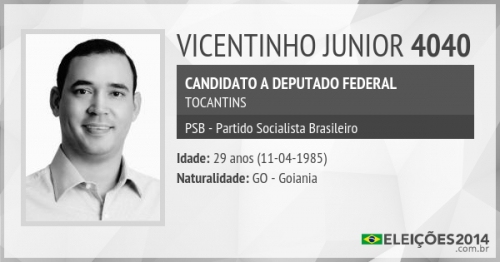 VICENTINHO JUNIOR 4040
CANDIDATO A DEPUTADO FEDERAL
TOCANTINS
PSB - Partido Socialista Brasileiro
Idade: 29 anos (11-04-1985)
Naturalidade: GO - Goiania
ELEIÇÕES2014
.com.br